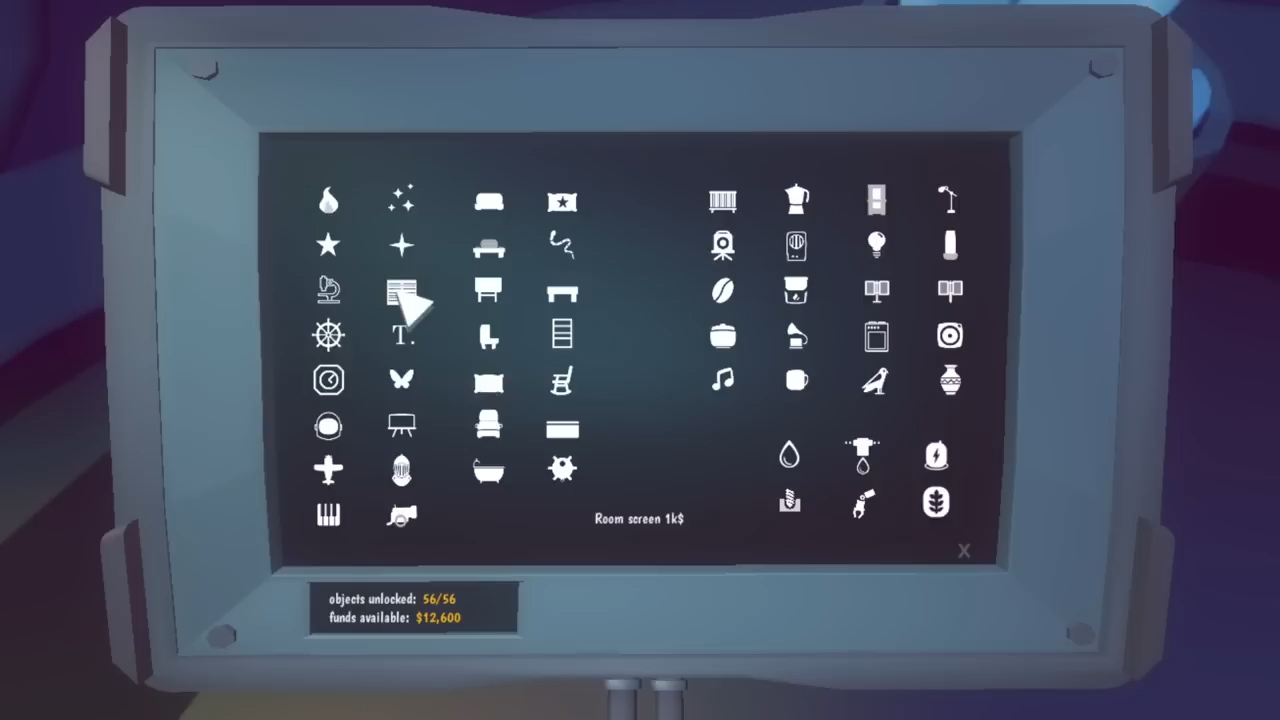 T.
Room screen 1k$
X
objects unlocked: 56/56
funds available: $12,600